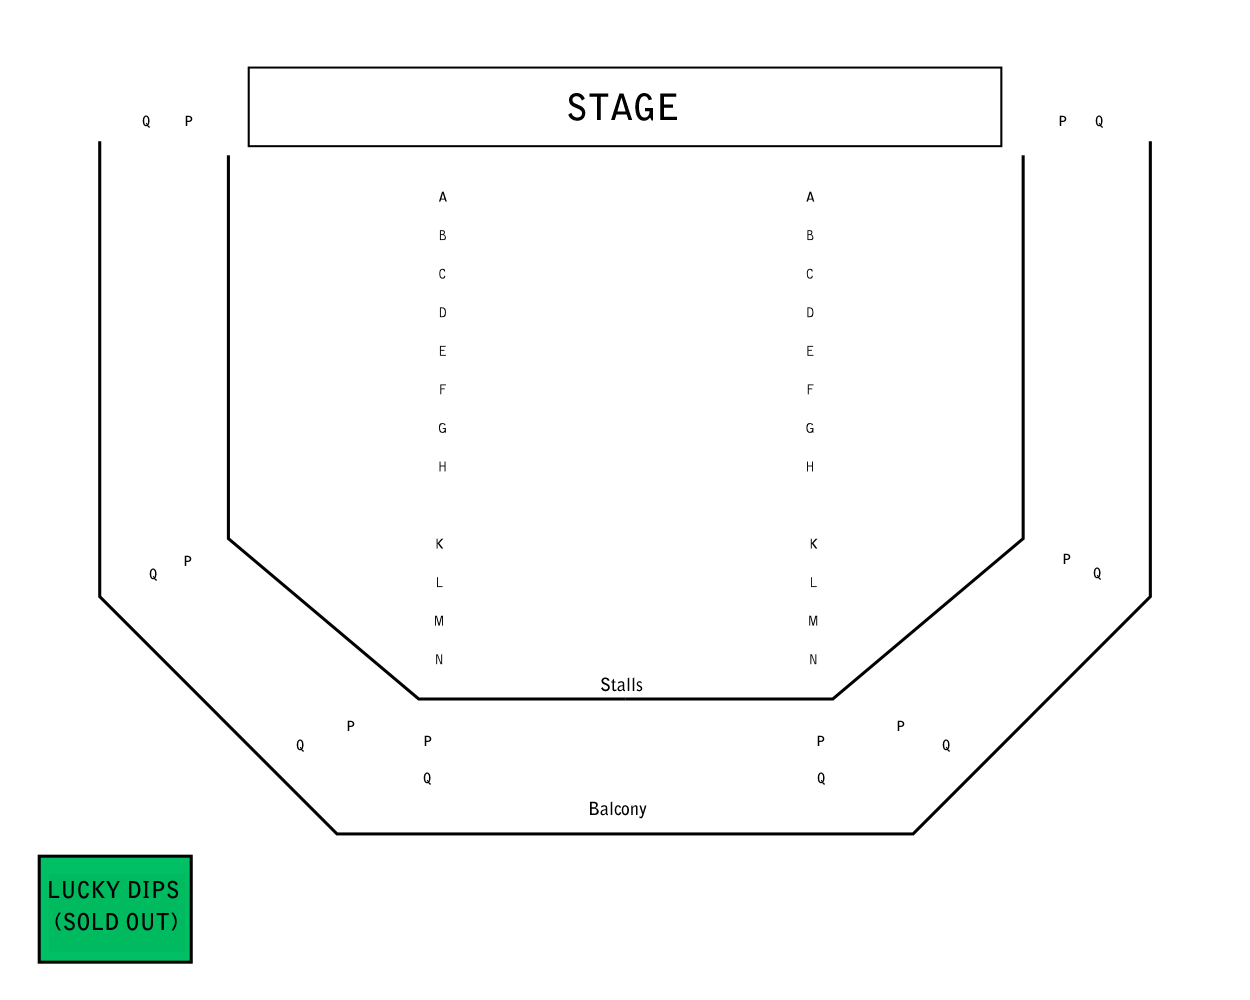 STAGE
Q P P Q
A A
B B
C C
D D
E E
F F
G G
H H
K K
L L
M M
N N
Q P P Q
Stalls
Q P P P P Q
Q Q
Balcony
LUCKY DIPS
(SOLD OUT)